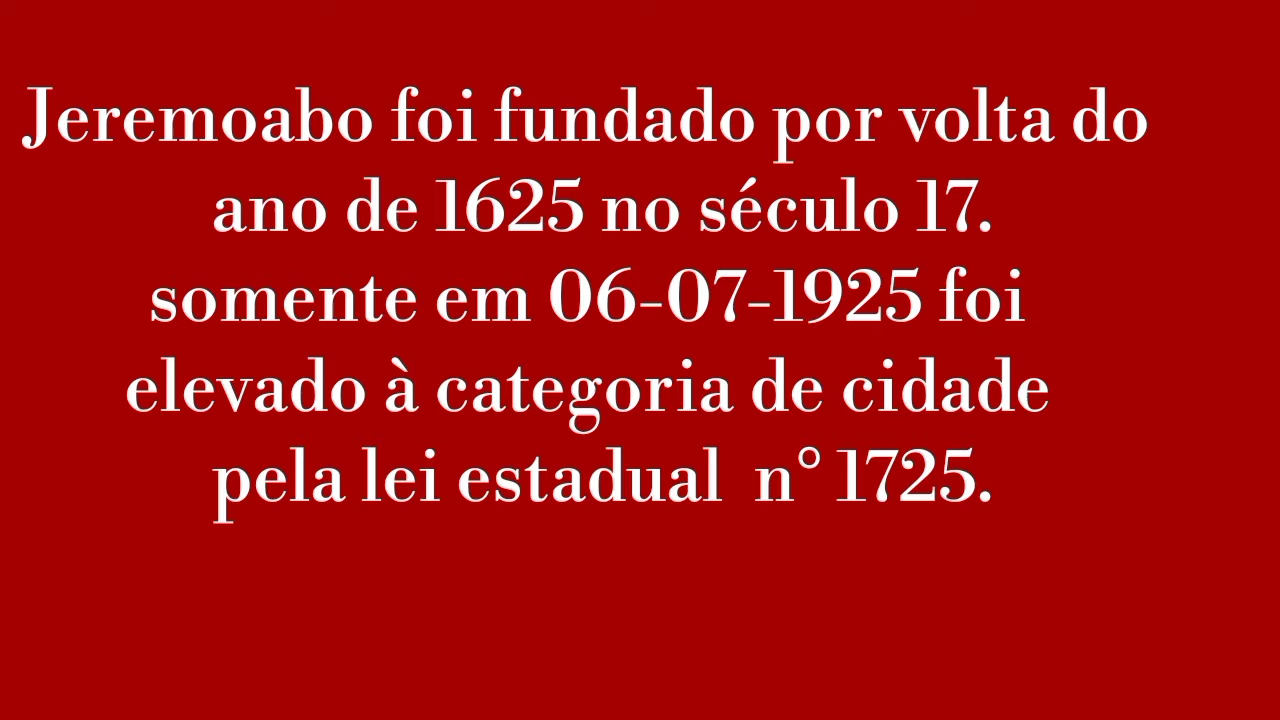 Jeremoabo foi fundado por volta do
ano de 1625 no século 17.
somente em 06-07-1925 foi
elevado à categoria de cidade
pela lei estadual n° 1725.